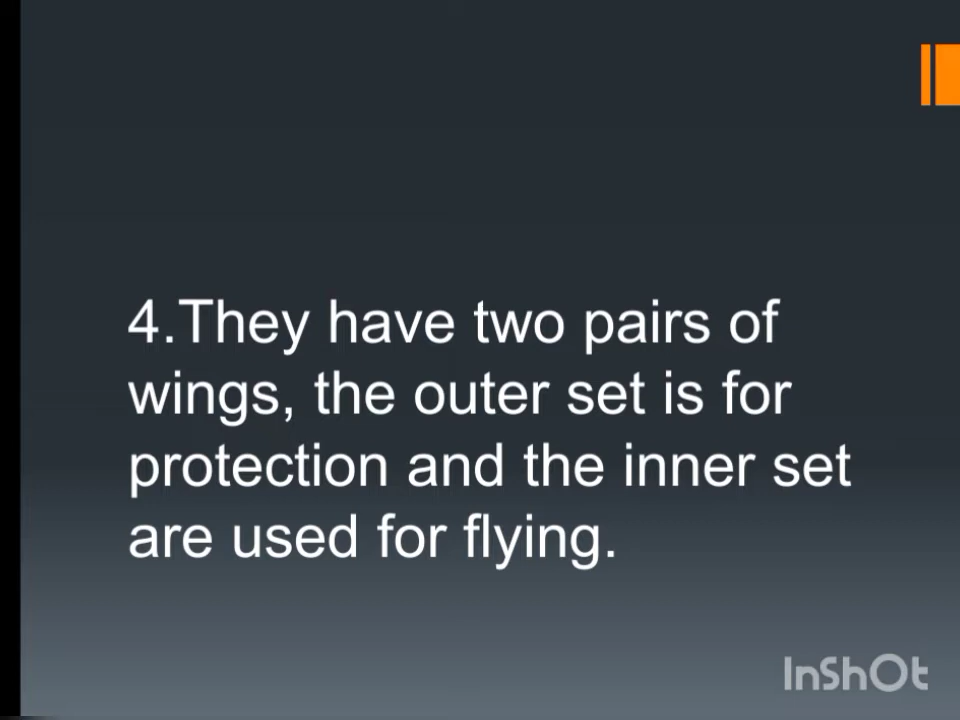 4.They have two pairs of
wings, the outer set is for
protection and the inner set
are used for flying.
InShOt